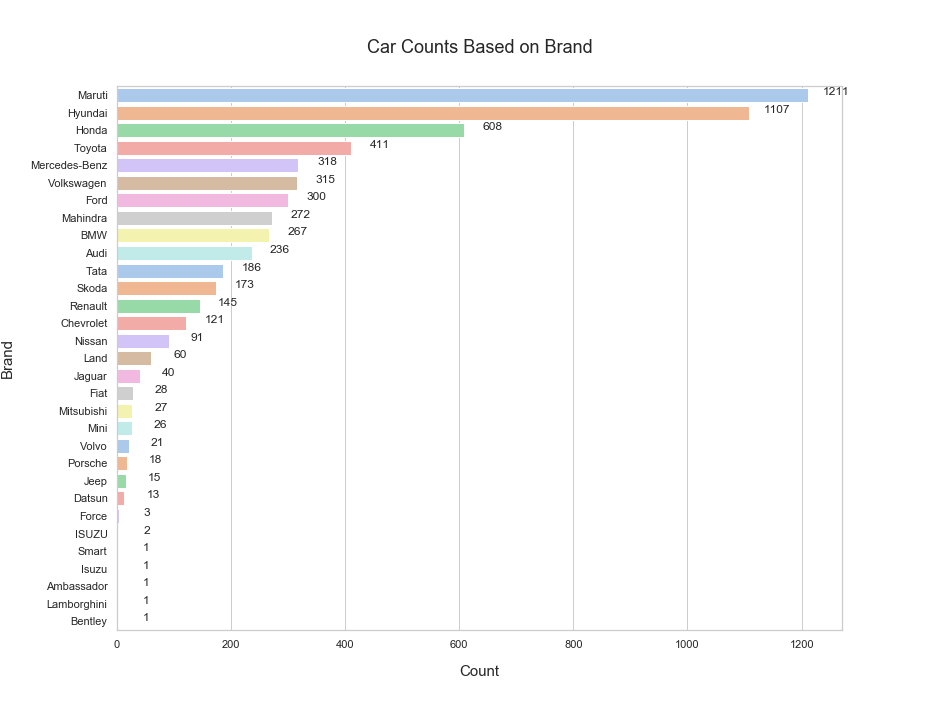 Car Counts Based on Brand
Maruti 1211
Hyundai 1107
Honda 608
Toyota 411
Mercedes-Benz 318
Volkswagen 315
Ford 300
Mahindra 272
BMW 267
Audi 236
Tata 186
Skoda 173
Renault 145
Chevrolet 121
Nissan 91
Land 60
Jaguar 40
Fiat 28
Mitsubishi 27
Mini 26
Volvo 21
Porsche 18
Jeep 15
Datsun 13
Force 3
ISUZU 2
Smart 1
Isuzu 1
Ambassador 1
Lamborghini 1
Bentley 1
0 200 400 600 800 1000 1200
Count
Brand